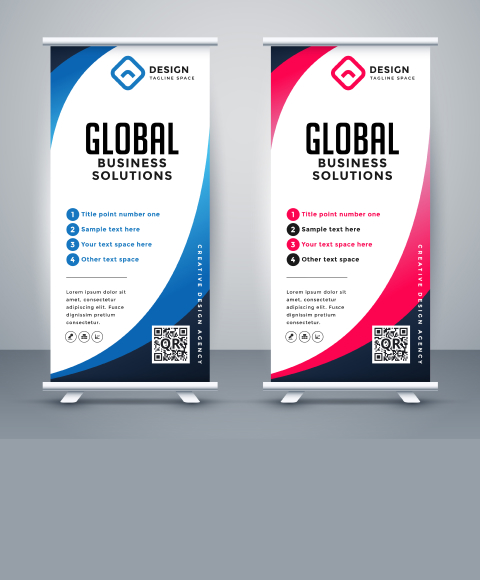 DESIGN
TAGLINE SPACE
GLOBAL
BUSINESS
SOLUTIONS
1 Title point number one
2 Sample text here
3 Your text space here
4 Other text space
Lorem ipsum dolor sit
amet, consectetur
adipiscing elit. Fusce
dignissim pretium
consectetur.
QR
CREATIVE DESIGN AGENCY
DESIGN
TAGLINE SPACE
GLOBAL
BUSINESS
SOLUTIONS
1 Title point number one
2 Sample text here
3 Your text space here
4 Other text space
Lorem ipsum dolor sit
amet, consectetur
adipiscing elit. Fusce
dignissim pretium
consectetur.
QR
CREATIVE DESIGN AGENCY